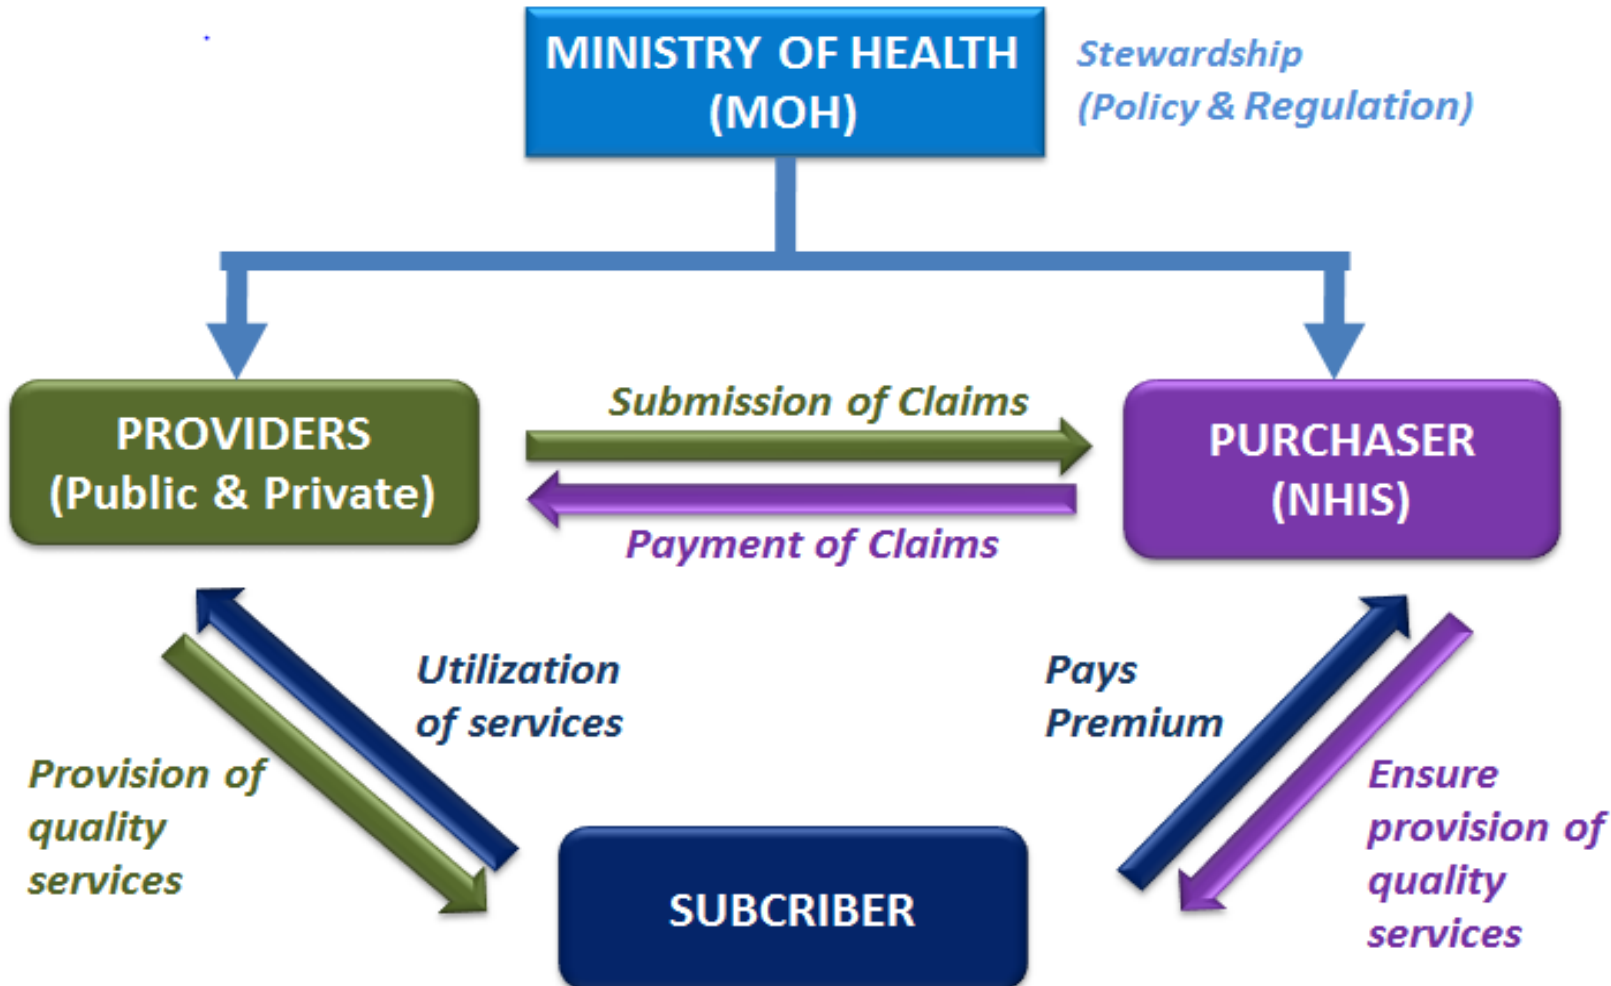 MINISTRY OF HEALTH
(MOH)
Stewardship
(Policy & Regulation)
PROVIDERS
(Public & Private)
Submission of Claims
Payment of Claims
PURCHASER
(NHIS)
Utilization
of services
Pays
Premium
Provision of
quality
services
Ensure
provision of
quality
services
SUBCRIBER